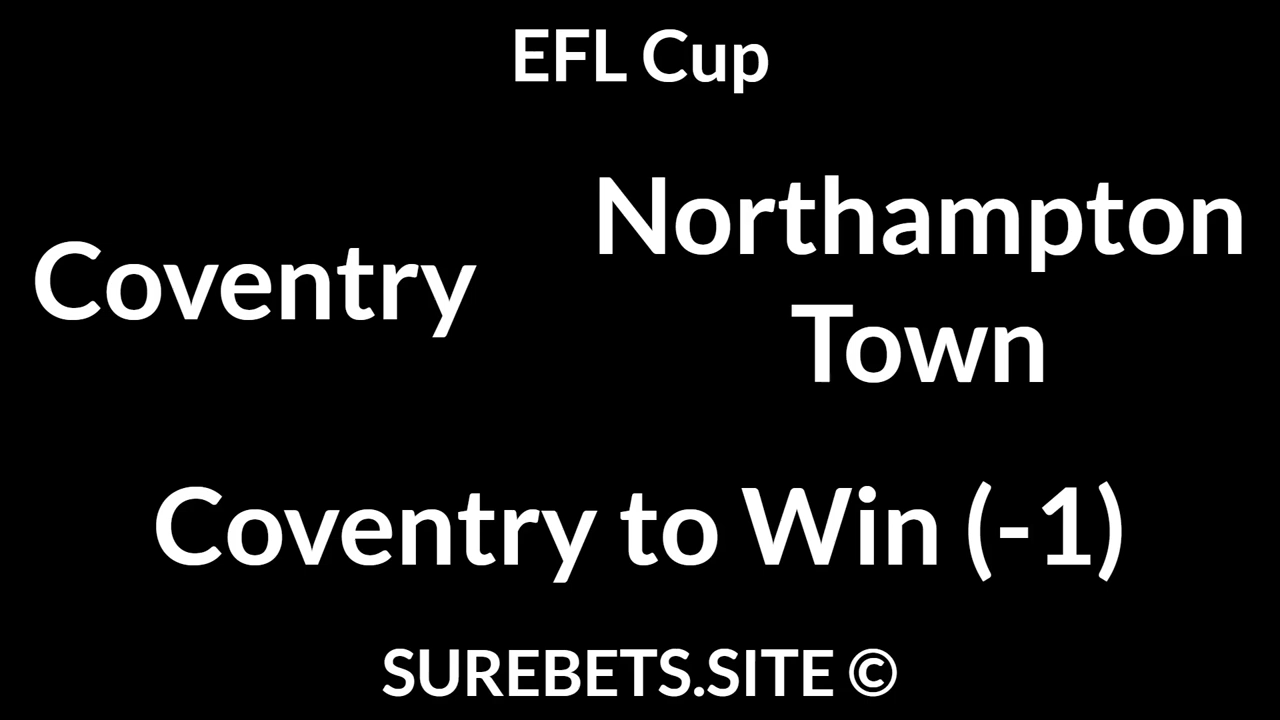 EFL Cup
Coventry
Northampton
Town
Coventry to Win (-1)
SUREBETS.SITE ©